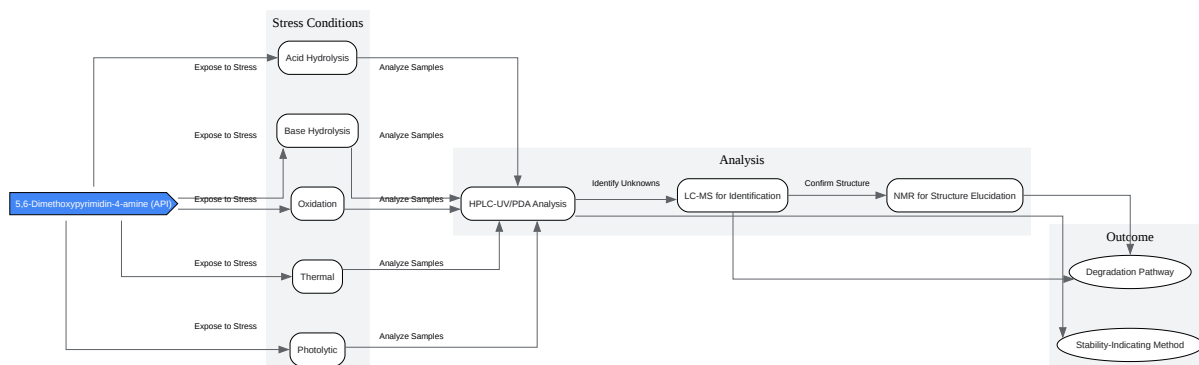 Stress Conditions
Acid Hydrolysis
Expose to Stress
Analyze Samples
Base Hydrolysis
Expose to Stress
Analyze Samples
Analysis
Identify Unknowns
Confirm Structure
5,6-Dimethoxypyrimidin-4-amine (API)
Expose to Stress
Oxidation
Analyze Samples
HPLC-UV/PDA Analysis
LC-MS for Identification
NMR for Structure Elucidation
Outcome
Expose to Stress
Thermal
Analyze Samples
Degradation Pathway
Expose to Stress
Photolytic
Analyze Samples
Stability-Indicating Method